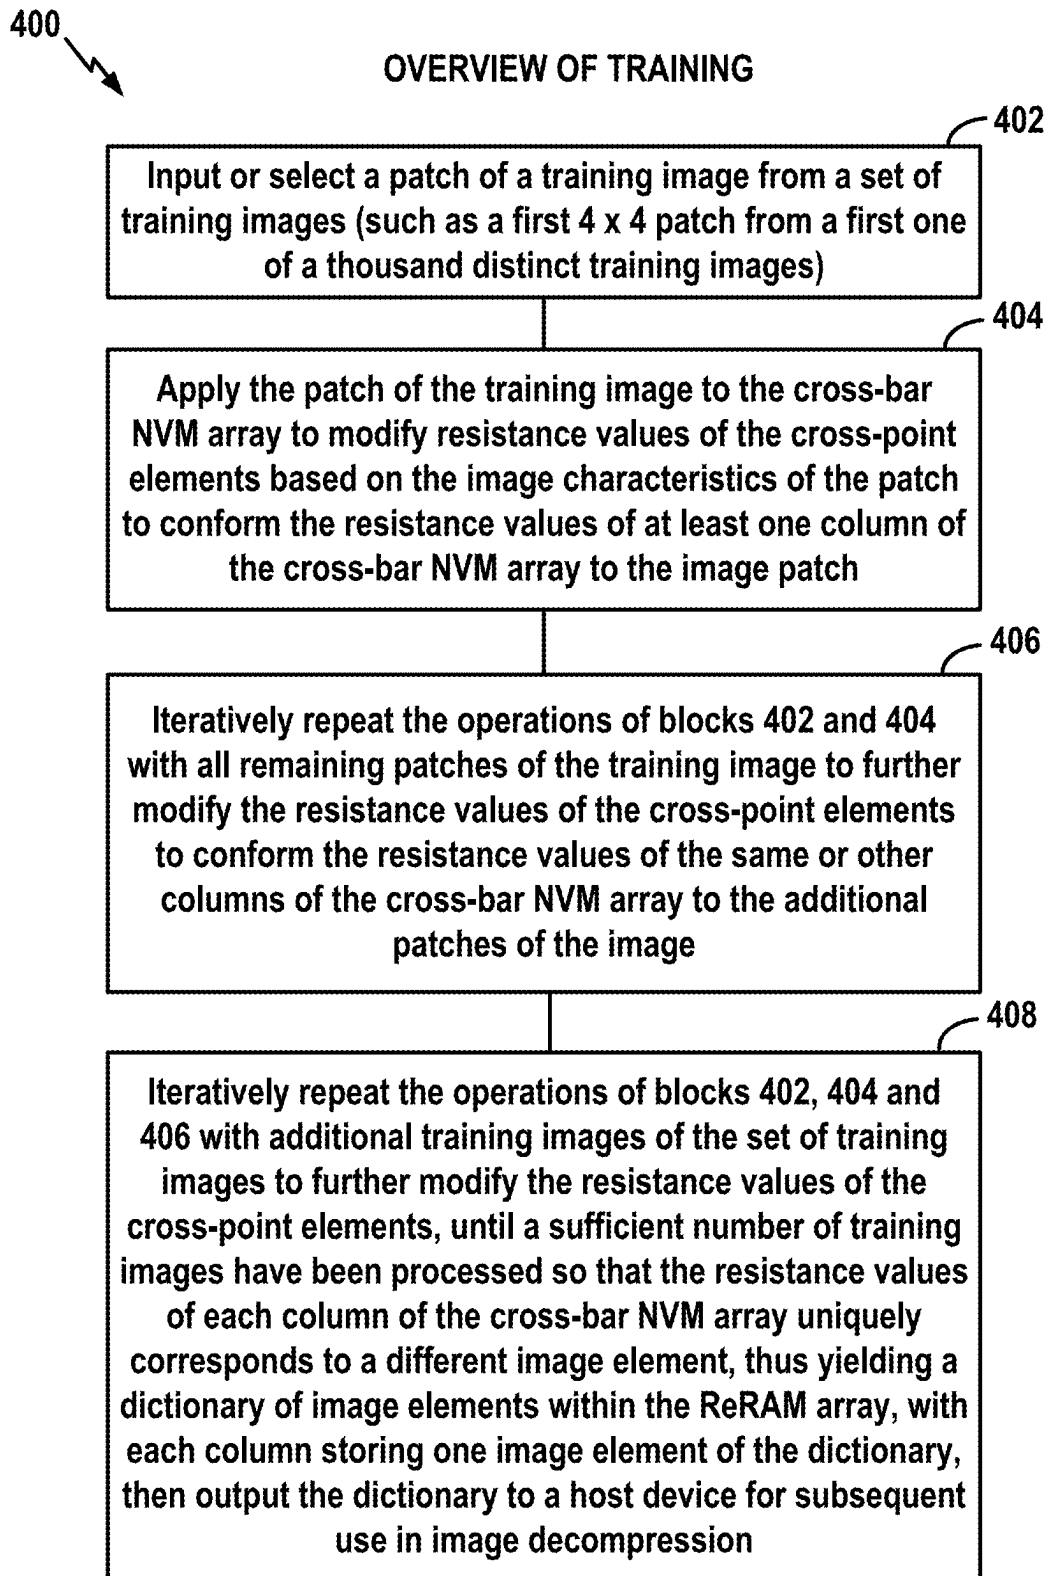 400
OVERVIEW OF TRAINING
402
Input or select a patch of a training image from a set of
training images (such as a first 4 x 4 patch from a first one
of a thousand distinct training images)
404
Apply the patch of the training image to the cross-bar
NVM array to modify resistance values of the cross-point
elements based on the image characteristics of the patch
to conform the resistance values of at least one column of
the cross-bar NVM array to the image patch
406
Iteratively repeat the operations of blocks 402 and 404
with all remaining patches of the training image to further
modify the resistance values of the cross-point elements
to conform the resistance values of the same or other
columns of the cross-bar NVM array to the additional
patches of the image
408
Iteratively repeat the operations of blocks 402, 404 and
406 with additional training images of the set of training
images to further modify the resistance values of the
cross-point elements, until a sufficient number of training
images have been processed so that the resistance values
of each column of the cross-bar NVM array uniquely
corresponds to a different image element, thus yielding a
dictionary of image elements within the ReRAM array, with
each column storing one image element of the dictionary,
then output the dictionary to a host device for subsequent
use in image decompression